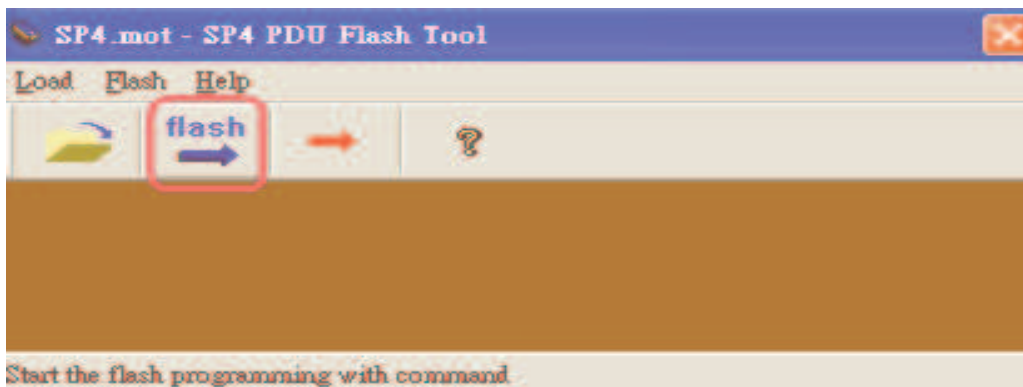 SP4.mot - SP4 PDU Flash Tool
Load Flash Help
flash
Start the flash programming with command